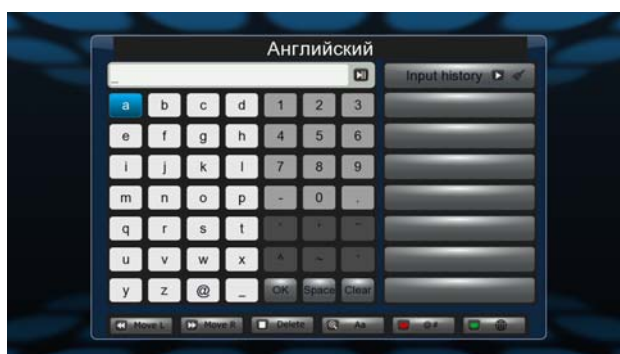 Английский
_
Input history
a b c d 1 2 3
e f g h 4 5 6
i j k l 7 8 9
m n o p - 0 .
q r s t
u v w x ^ ~
y z @ _ OK Space Clear
Move L Move R Delete Aa @#